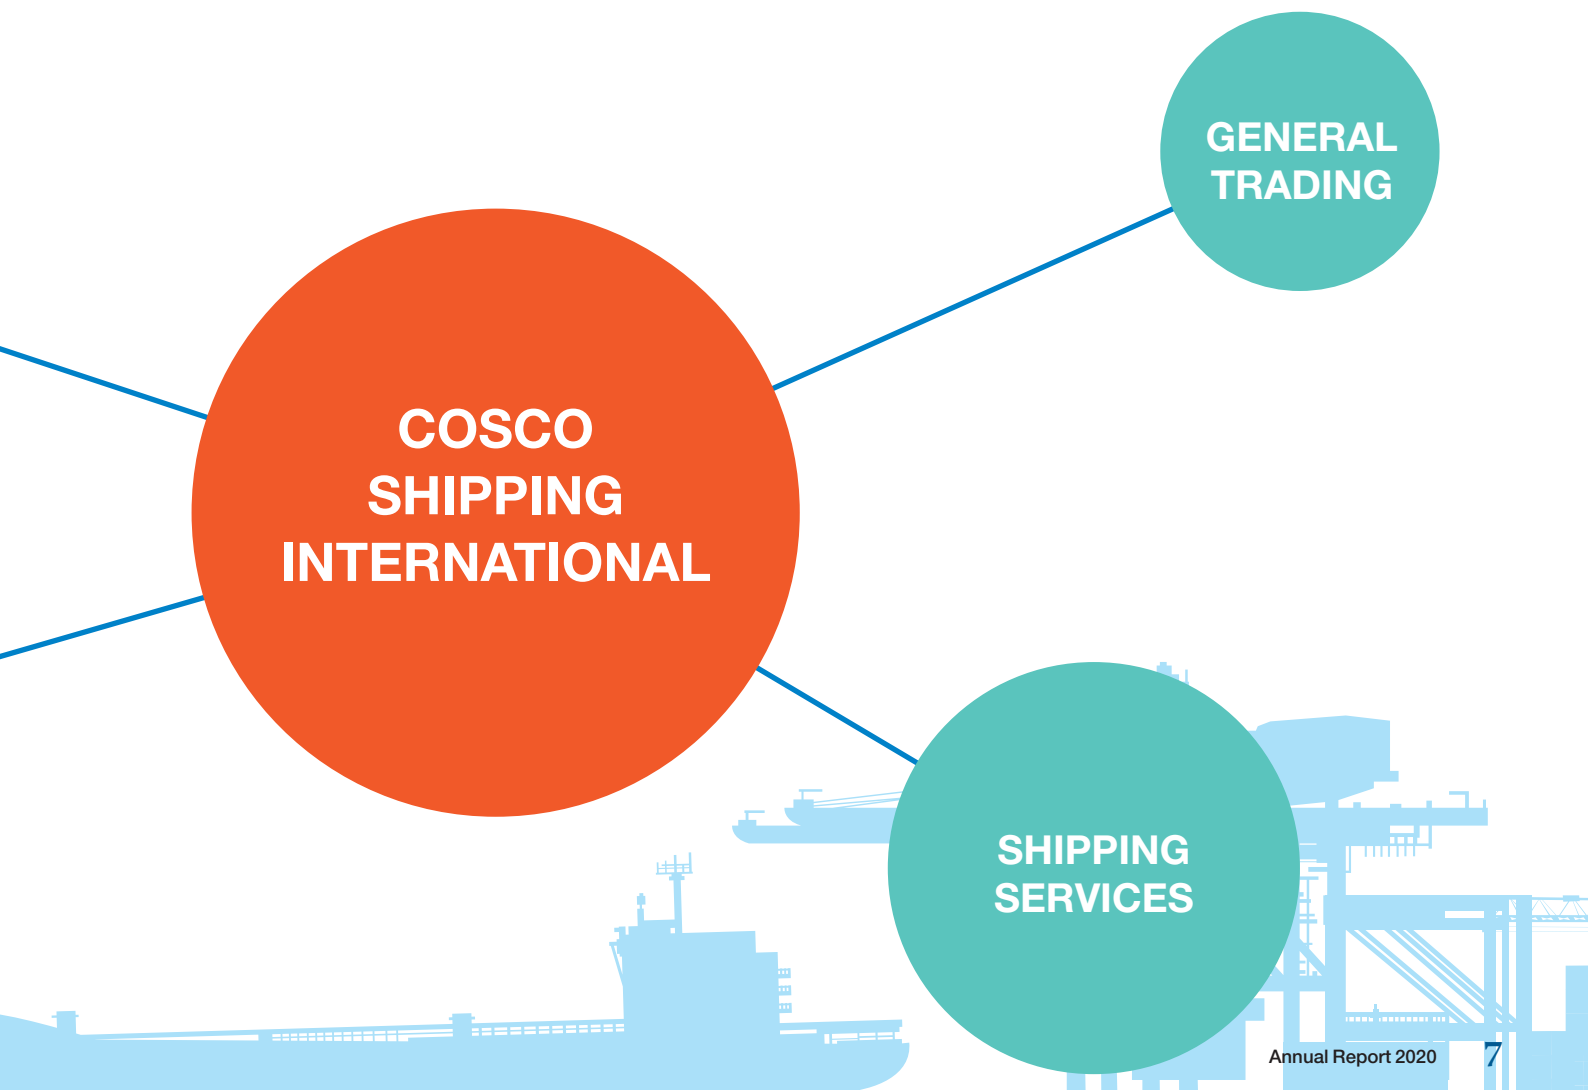 GENERAL
TRADING
COSCO
SHIPPING
INTERNATIONAL
SHIPPING
SERVICES
Annual Report 2020
7